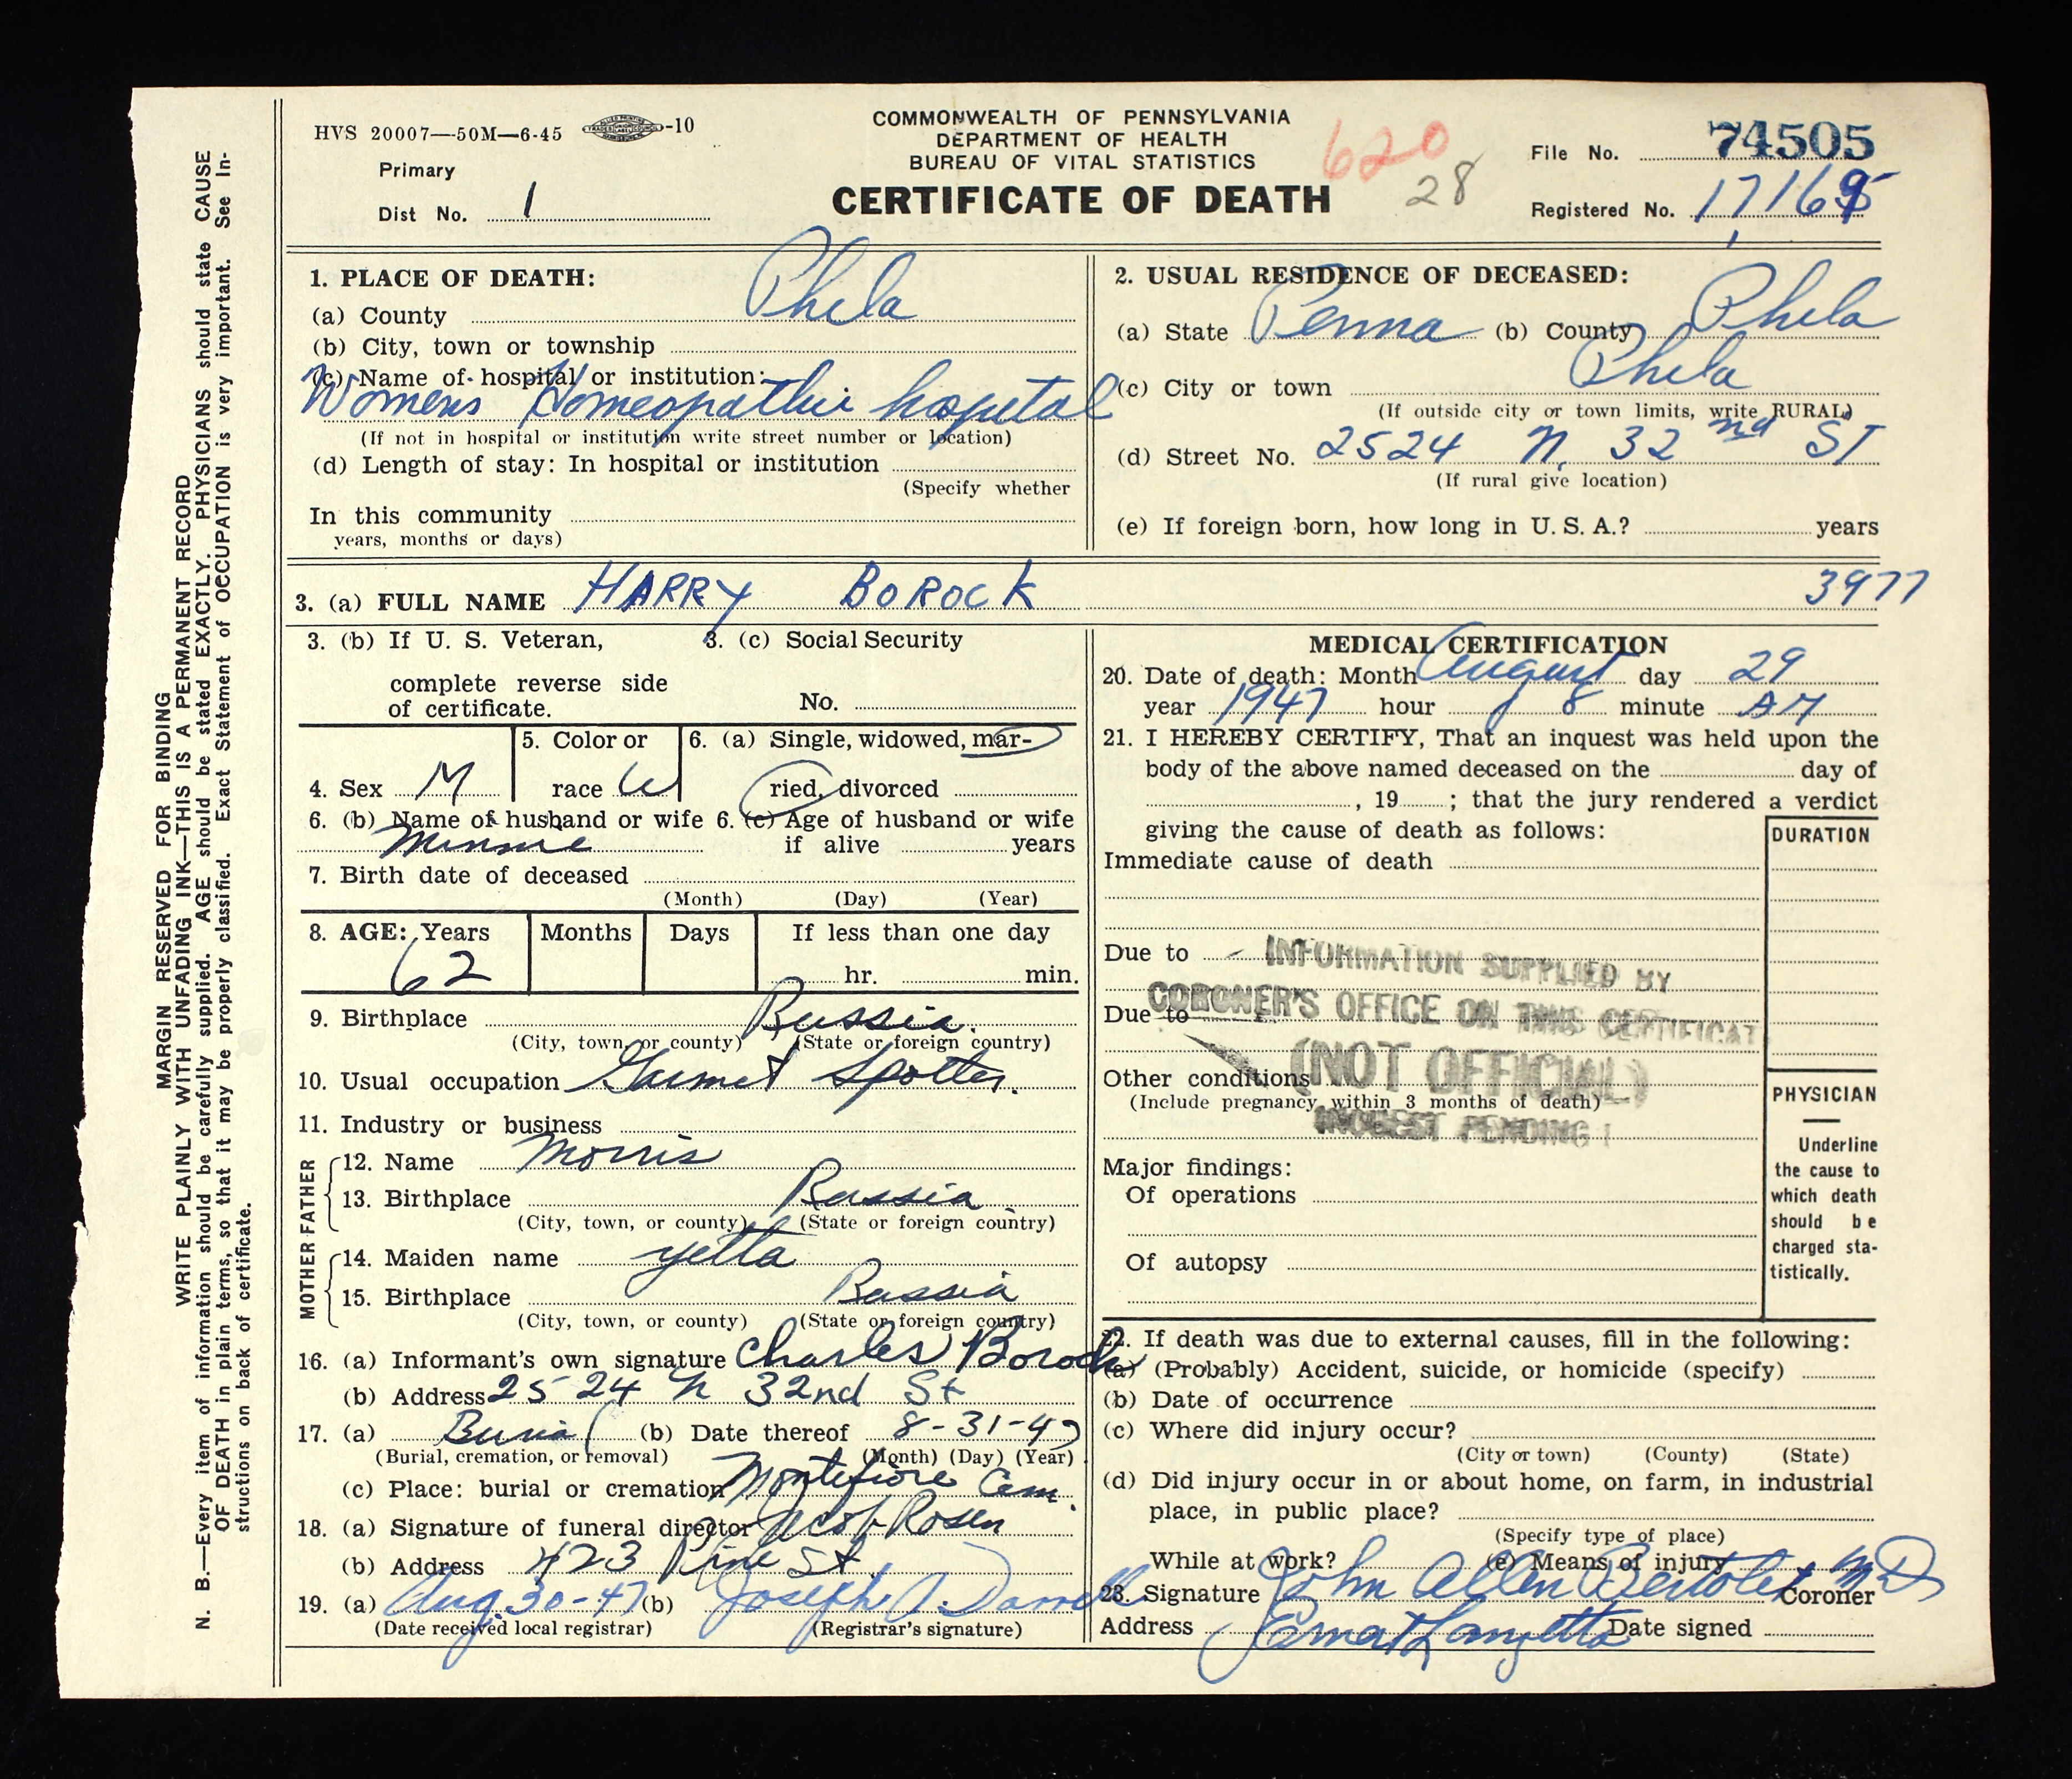 HVS 20007—50M—6-45 -10
Primary
Dist No. 1
COMMONWEALTH OF PENNSYLVANIA
DEPARTMENT OF HEALTH
BUREAU OF VITAL STATISTICS
CERTIFICATE OF DEATH
620
28
File No. 74505
Registered No.
1. PLACE OF DEATH:
(a) County Phila
(b) City, town or township
(c) Name of hospital or institution:
Womens Homeopathic hospital
(If not in hospital or institution write street number or location)
(d) Length of stay: In hospital or institution
(Specify whether
In this community
years, months or days)
2. USUAL RESIDENCE OF DECEASED:
(a) State Penna (b) County Phila
(c) City or town Phila
(If outside city or town limits, write RURAL)
(d) Street No. 2524 N. 32nd ST
(If rural give location)
(e) If foreign born, how long in U. S. A.? years
3. (a) FULL NAME HARRY BOROCK 3977
3. (b) If U. S. Veteran,
complete reverse side
of certificate.
3. (c) Social Security
No.
4. Sex M
5. Color or
race W
6. (a) Single, widowed, mar-
ried, divorced
6. (b) Name of husband or wife
Minnie
6. (c) Age of husband or wife
if alive years
7. Birth date of deceased
(Month) (Day) (Year)
8. AGE: Years Months Days If less than one day
62 hr. min.
9. Birthplace Russia.
(City, town, or county) (State or foreign country)
10. Usual occupation Garment Spotter.
11. Industry or business
FATHER
12. Name Morris
13. Birthplace Russia
(City, town, or county) (State or foreign country)
MOTHER
14. Maiden name Yetta
15. Birthplace Russia
(City, town, or county) (State or foreign country)
16. (a) Informant's own signature Charles Borock
(b) Address 2524 N 32nd St
17. (a) Burial (b) Date thereof 8-31-47
(Burial, cremation, or removal) (Month) (Day) (Year)
(c) Place: burial or cremation Montefiore Cem.
18. (a) Signature of funeral director Jacob Rosen
(b) Address 423 Pine St.
19. (a) Aug. 30-47 (b) Joseph
(Date received local registrar) (Registrar's signature)
MEDICAL CERTIFICATION
20. Date of death: Month August day 29
year 1947 hour 8 minute AM
21. I HEREBY CERTIFY, That an inquest was held upon the
body of the above named deceased on the day of
, 19 ; that the jury rendered a verdict
giving the cause of death as follows:
DURATION
Immediate cause of death
Due to
INFORMATION SUPPLIED BY
Due to
CORONER'S OFFICE ON THIS CERTIFICAT
(NOT OFFICIAL)
Other conditions
(Include pregnancy within 3 months of death)
INQUEST PENDING
Major findings:
Of operations
Of autopsy
PHYSICIAN
Underline
the cause to
which death
should be
charged sta-
tistically.
22. If death was due to external causes, fill in the following:
(a) (Probably) Accident, suicide, or homicide (specify)
(b) Date of occurrence
(c) Where did injury occur?
(City or town) (County) (State)
(d) Did injury occur in or about home, on farm, in industrial
place, in public place?
(Specify type of place)
While at work? (e) Means of injury
23. Signature John Allen Bertolet MD Coroner
Address Date signed
MARGIN RESERVED FOR BINDING
WRITE PLAINLY WITH UNFADING INK—THIS IS A PERMANENT RECORD
N. B.—Every item of information should be carefully supplied. AGE should be stated EXACTLY. PHYSICIANS should state CAUSE
OF DEATH in plain terms, so that it may be properly classified. Exact Statement of OCCUPATION is very important. See In-
structions on back of certificate.